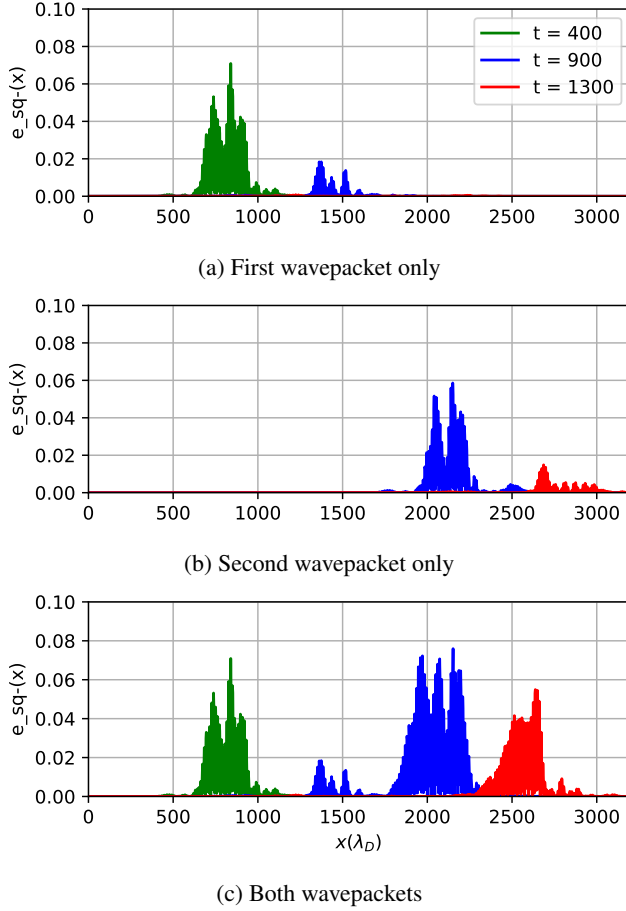 0.10
0.08
0.06
0.04
0.02
0.00
e_sq-(x)
t = 400
t = 900
t = 1300
0 500 1000 1500 2000 2500 3000
(a) First wavepacket only
0.10
0.08
0.06
0.04
0.02
0.00
e_sq-(x)
0 500 1000 1500 2000 2500 3000
(b) Second wavepacket only
0.10
0.08
0.06
0.04
0.02
0.00
e_sq-(x)
0 500 1000 1500 2000 2500 3000
x(λ_D)
(c) Both wavepackets